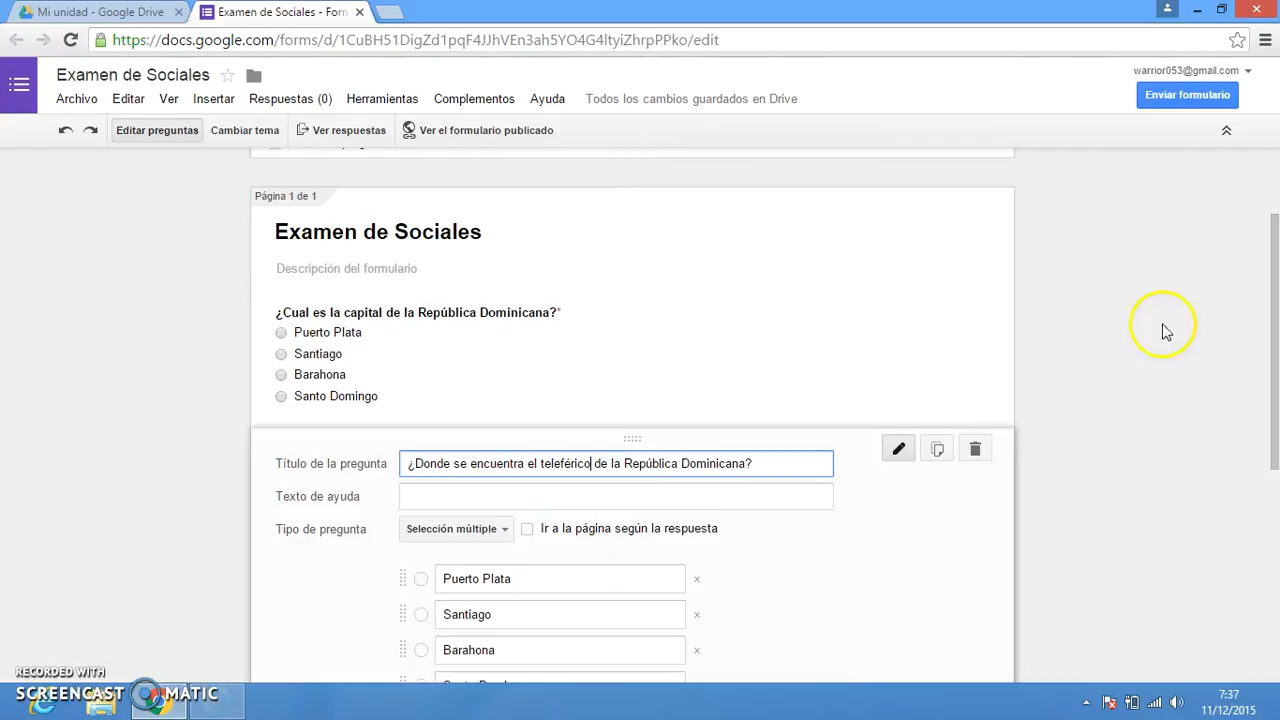 Mi unidad - Google Drive ×
Examen de Sociales - Form ×
https://docs.google.com/forms/d/1CuBH51DigZd1pqF4JJhVEn3ah5YO4G4ltyiZhrpPPko/edit
Examen de Sociales
warrior053@gmail.com
Archivo Editar Ver Insertar Respuestas (0) Herramientas Complementos Ayuda Todos los cambios guardados en Drive
Enviar formulario
Editar preguntas Cambiar tema Ver respuestas Ver el formulario publicado
Página 1 de 1
Examen de Sociales
Descripción del formulario
¿Cual es la capital de la República Dominicana?*
Puerto Plata
Santiago
Barahona
Santo Domingo
Título de la pregunta ¿Donde se encuentra el teleférico de la República Dominicana?
Texto de ayuda
Tipo de pregunta Selección múltiple Ir a la página según la respuesta
Puerto Plata ×
Santiago ×
Barahona ×
RECORDED WITH
SCREENCAST MATIC
7:37
11/12/2015